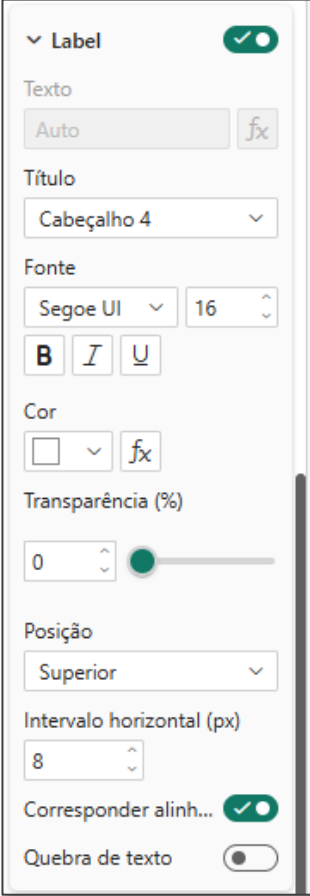 Label
Texto
Auto fx
Título
Cabeçalho 4
Fonte
Segoe UI 16
B I U
Cor
fx
Transparência (%)
0
Posição
Superior
Intervalo horizontal (px)
8
Corresponder alinh...
Quebra de texto